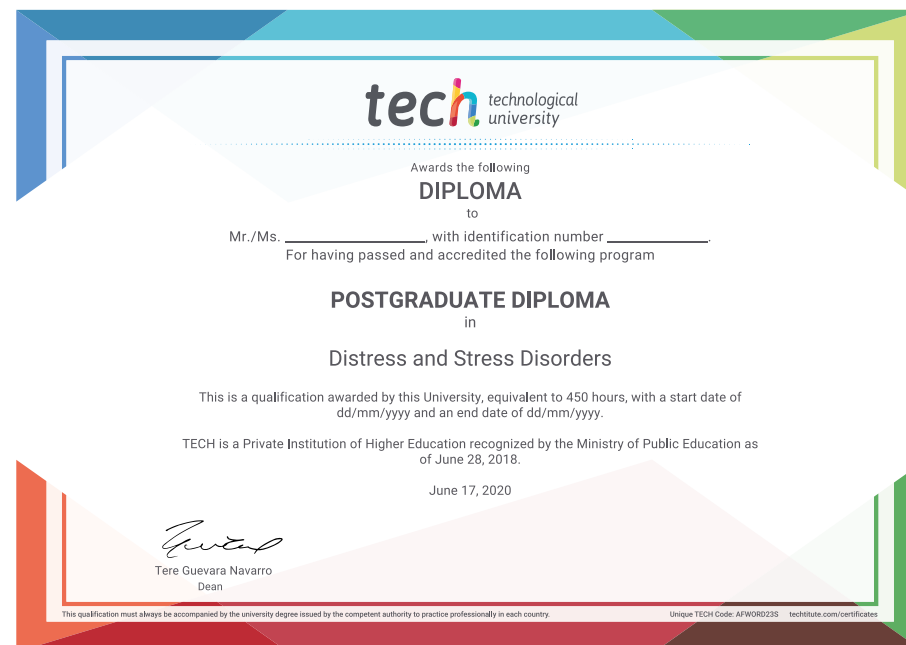 tech technological
university
Awards the following
DIPLOMA
to
Mr./Ms. ____________________, with identification number ______________.
For having passed and accredited the following program
POSTGRADUATE DIPLOMA
in
Distress and Stress Disorders
This is a qualification awarded by this University, equivalent to 450 hours, with a start date of
dd/mm/yyyy and an end date of dd/mm/yyyy.
TECH is a Private Institution of Higher Education recognized by the Ministry of Public Education as
of June 28, 2018.
June 17, 2020
Tere Guevara Navarro
Dean
This qualification must always be accompanied by the university degree issued by the competent authority to practice professionally in each country. Unique TECH Code: AFWORD23S techtitute.com/certificates